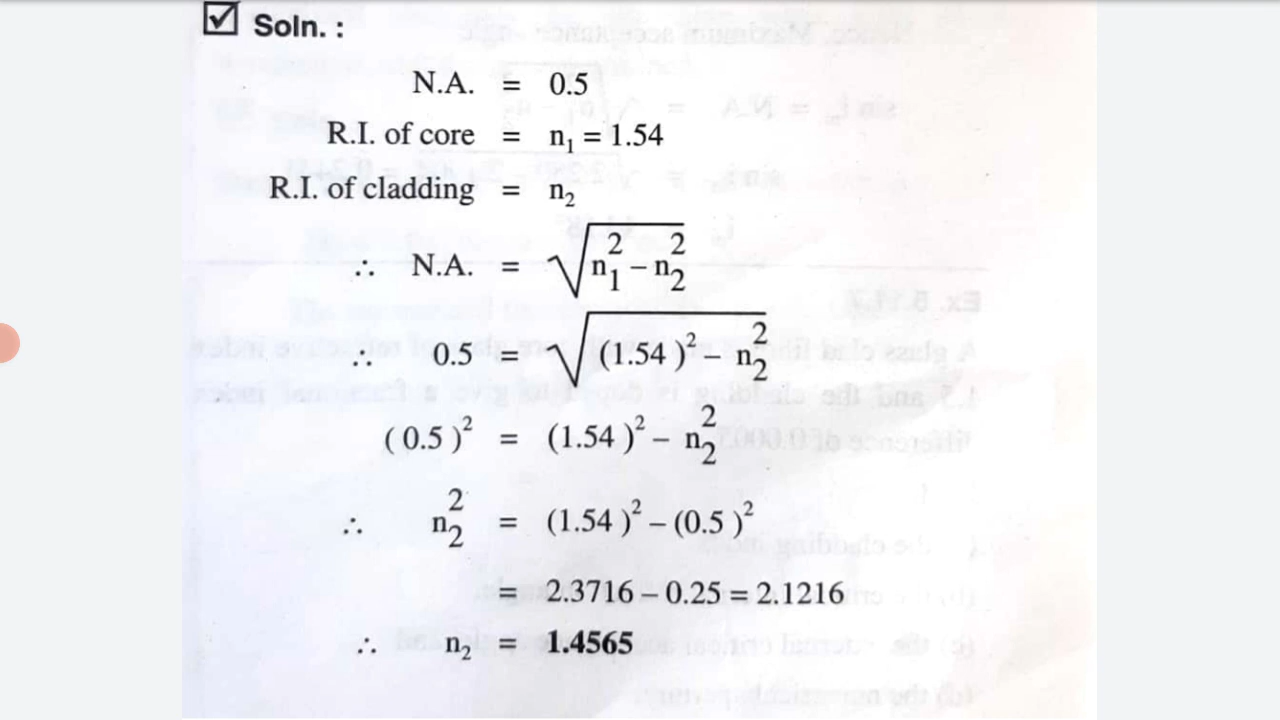 Soln. :
N.A. = 0.5
R.I. of core = n₁ = 1.54
R.I. of cladding = n₂
∴ N.A. = √(n₁² – n₂²)
∴ 0.5 = √((1.54)² – n₂²)
(0.5)² = (1.54)² – n₂²
∴ n₂² = (1.54)² – (0.5)²
= 2.3716 – 0.25 = 2.1216
∴ n₂ = 1.4565